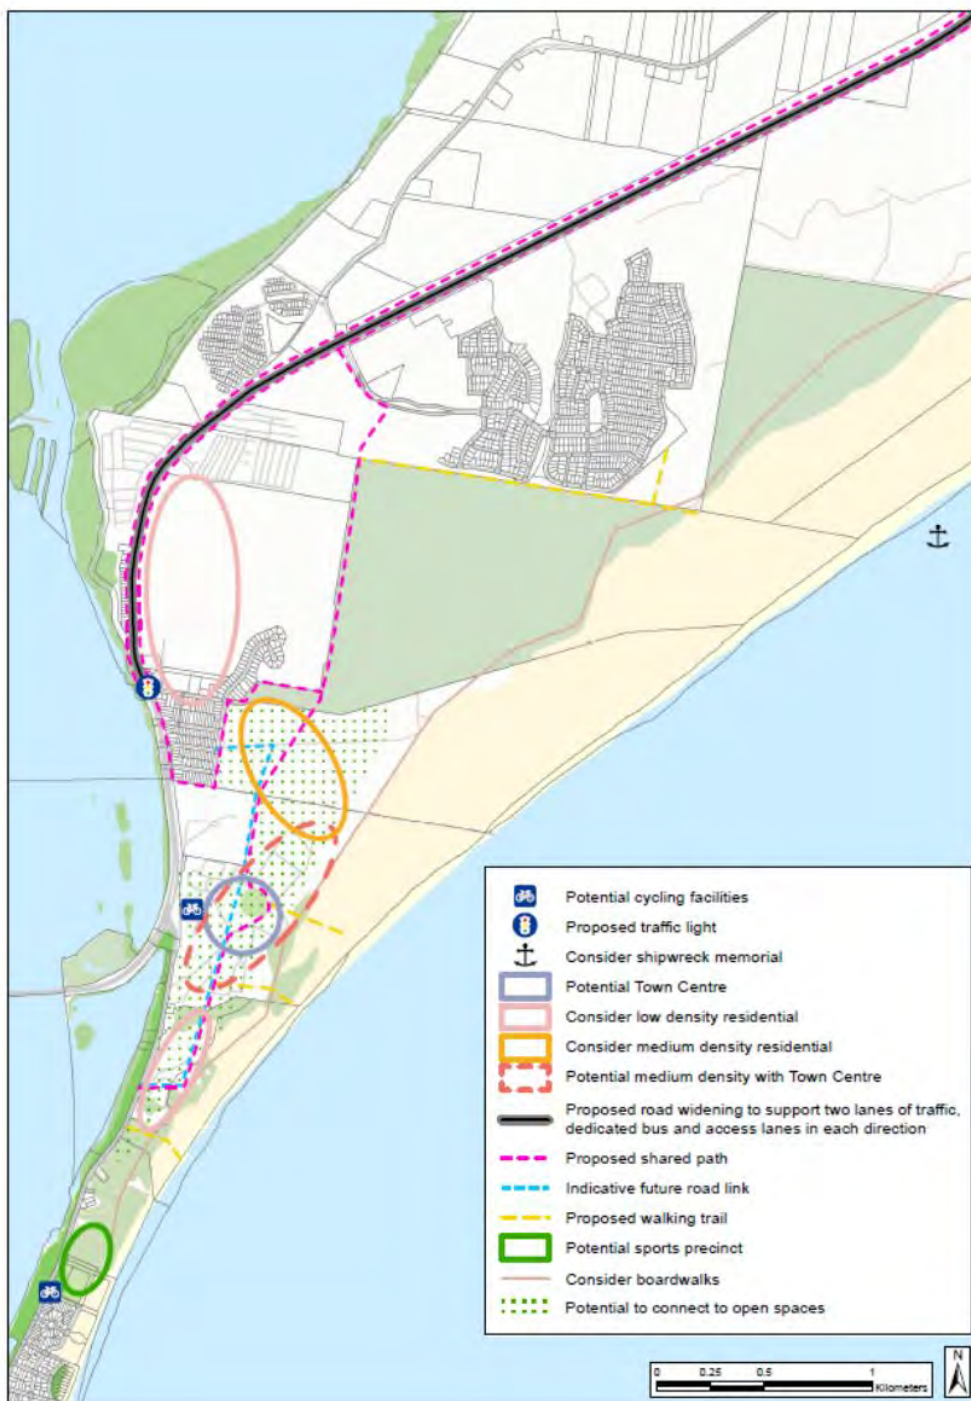 Potential cycling facilities
Proposed traffic light
Consider shipwreck memorial
Potential Town Centre
Consider low density residential
Consider medium density residential
Potential medium density with Town Centre
Proposed road widening to support two lanes of traffic,
dedicated bus and access lanes in each direction
Proposed shared path
Indicative future road link
Proposed walking trail
Potential sports precinct
Consider boardwalks
Potential to connect to open spaces
0 0.25 0.5 1
Kilometers
N